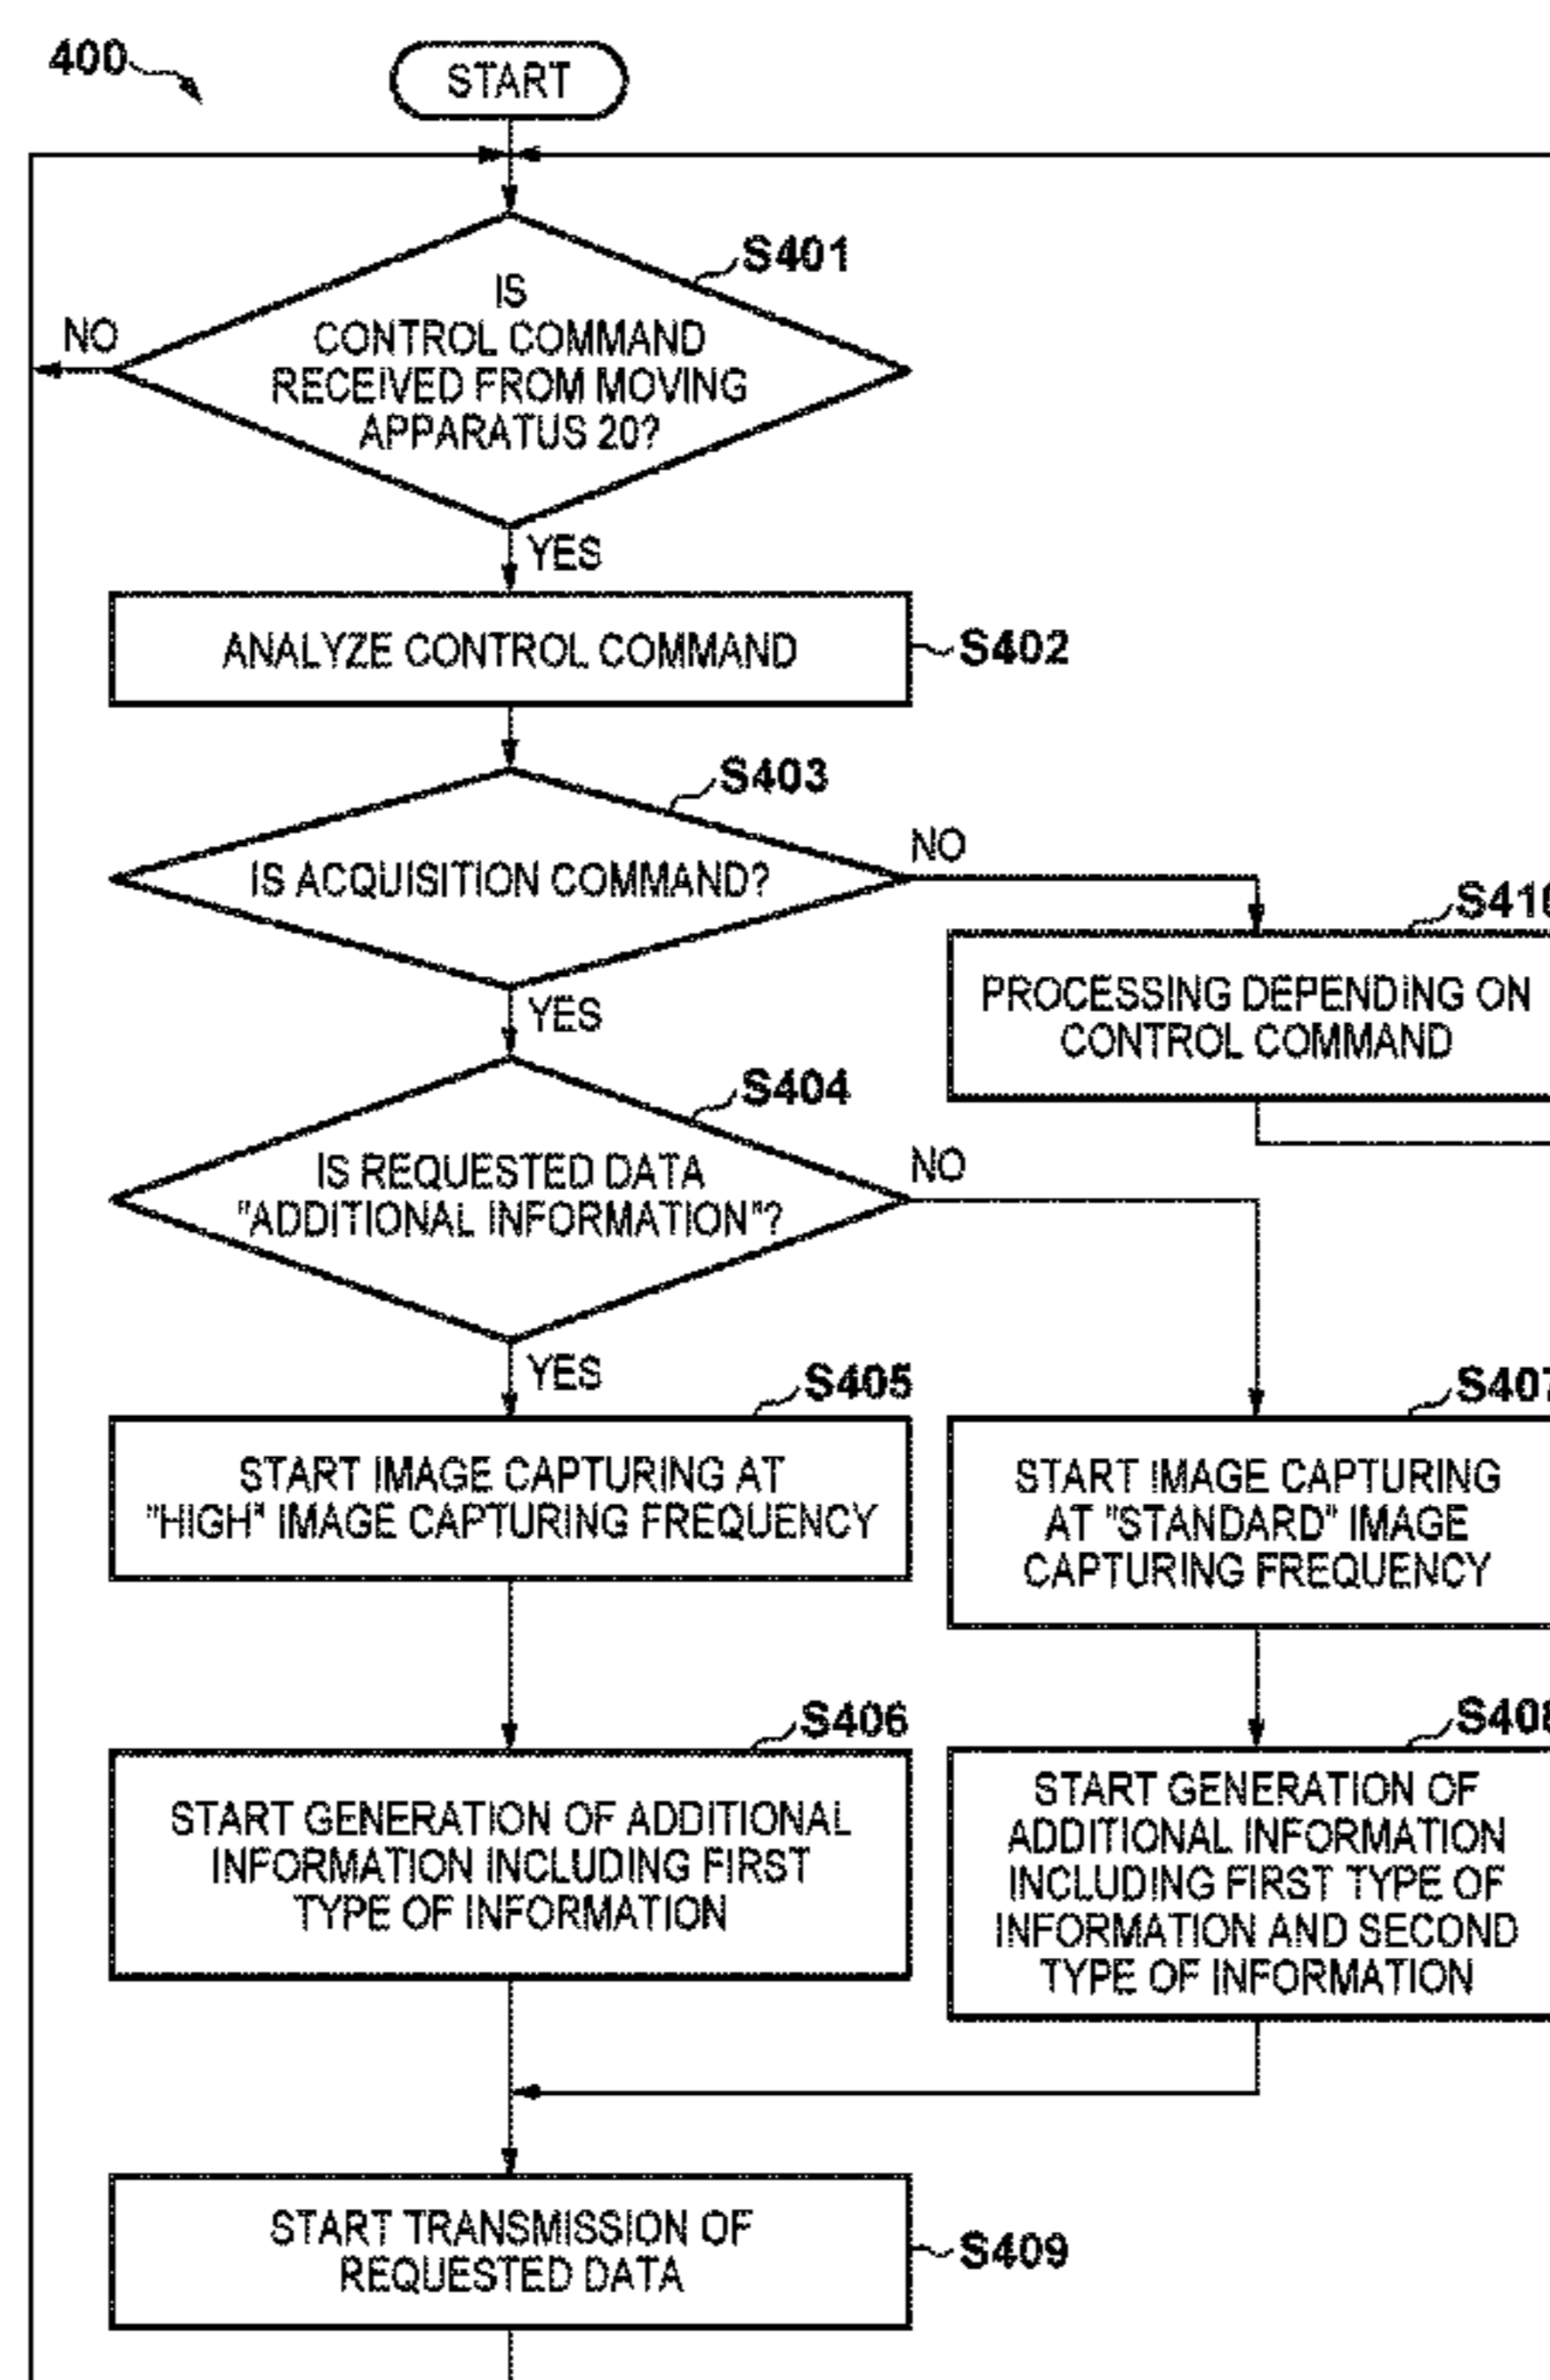 400
START
S401
IS
CONTROL COMMAND
RECEIVED FROM MOVING
APPARATUS 20?
NO
YES
ANALYZE CONTROL COMMAND
S402
S403
IS ACQUISITION COMMAND?
NO
YES
S410
PROCESSING DEPENDING ON
CONTROL COMMAND
S404
IS REQUESTED DATA
"ADDITIONAL INFORMATION"?
NO
YES
S405
START IMAGE CAPTURING AT
"HIGH" IMAGE CAPTURING FREQUENCY
S407
START IMAGE CAPTURING
AT "STANDARD" IMAGE
CAPTURING FREQUENCY
S406
START GENERATION OF ADDITIONAL
INFORMATION INCLUDING FIRST
TYPE OF INFORMATION
S408
START GENERATION OF
ADDITIONAL INFORMATION
INCLUDING FIRST TYPE OF
INFORMATION AND SECOND
TYPE OF INFORMATION
START TRANSMISSION OF
REQUESTED DATA
S409